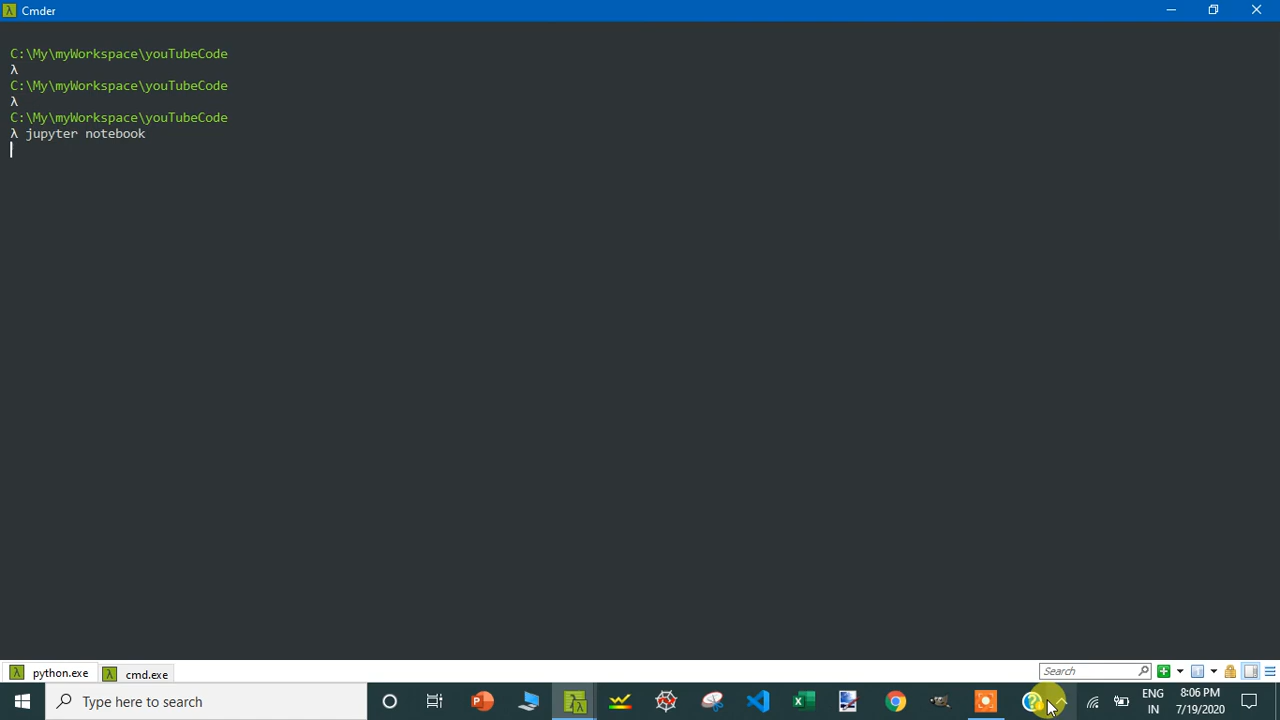 Cmder
C:\My\myWorkspace\youTubeCode
λ
C:\My\myWorkspace\youTubeCode
λ
C:\My\myWorkspace\youTubeCode
λ jupyter notebook
python.exe
cmd.exe
Search
Type here to search
ENG
IN
8:06 PM
7/19/2020